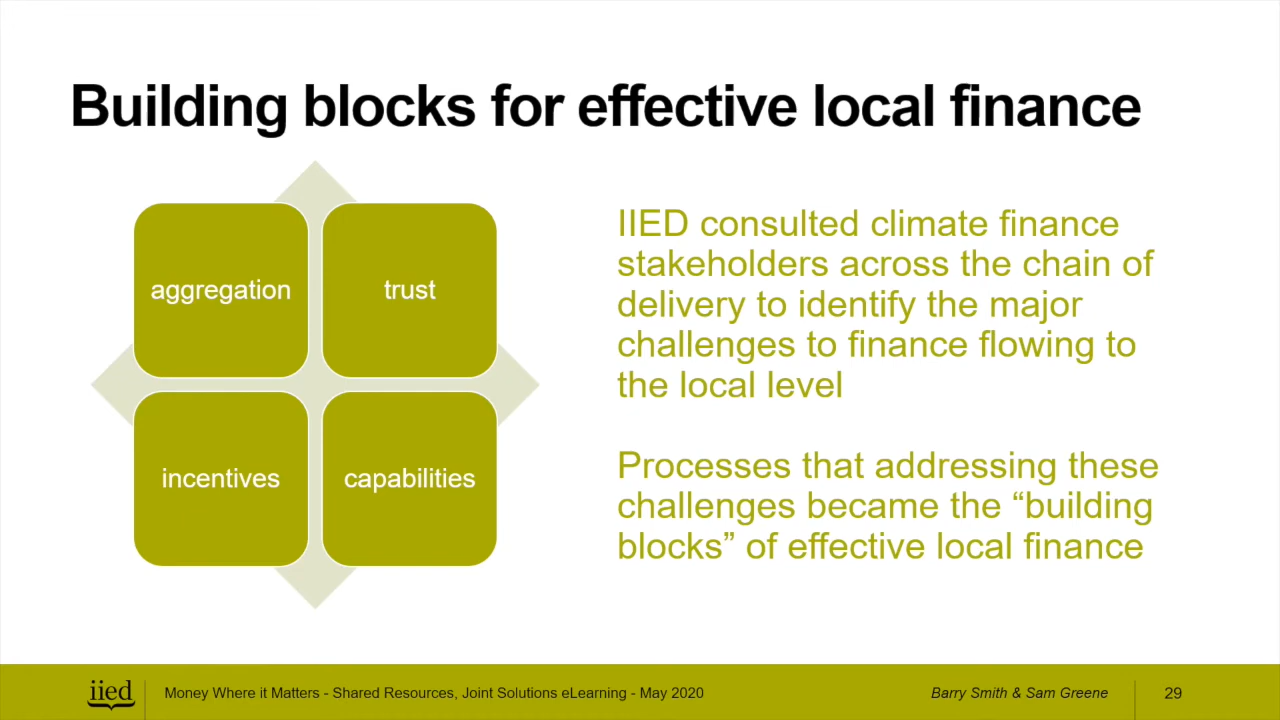 Building blocks for effective local finance
aggregation
trust
incentives
capabilities
IIED consulted climate finance
stakeholders across the chain of
delivery to identify the major
challenges to finance flowing to
the local level
Processes that addressing these
challenges became the “building
blocks” of effective local finance
iied
Money Where it Matters - Shared Resources, Joint Solutions eLearning - May 2020
Barry Smith & Sam Greene
29